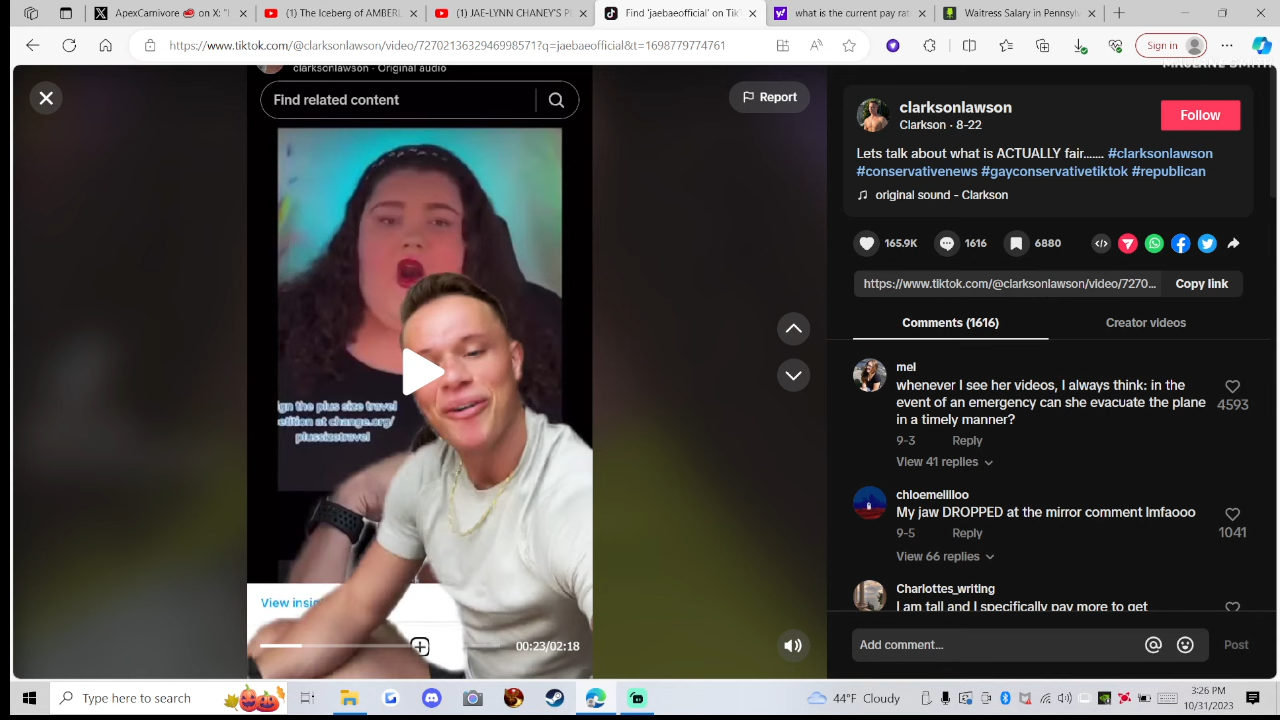 ApexCarnivore on X: "
(1) The Iceberg of AMBERL
(1) JAE-LYNN CHANEY'S PL
Find 'jaebaeofficial' on TikT
what is the current pay rat
Waitress Salary in Pennsylv
https://www.tiktok.com/@clarksonlawson/video/7270213632946998571?q=jaebaeofficial&t=1698779774761
Sign in
clarksonlawson · Original audio
Find related content
Report
ign the plus size travel
etition at change.org/
plussizetravel
View insig
00:23/02:18
clarksonlawson
Clarkson · 8-22
Follow
Lets talk about what is ACTUALLY fair....... #clarksonlawson
#conservativenews #gayconservativetiktok #republican
original sound - Clarkson
165.9K
1616
6880
https://www.tiktok.com/@clarksonlawson/video/7270...
Copy link
Comments (1616)
Creator videos
mel
whenever I see her videos, I always think: in the
event of an emergency can she evacuate the plane
in a timely manner?
4593
9-3
Reply
View 41 replies
chloemellloo
My jaw DROPPED at the mirror comment lmfaooo
1041
9-5
Reply
View 66 replies
Charlottes_writing
I am tall and I specifically pay more to get
Add comment...
Post
Type here to search
44°F Cloudy
3:26 PM
10/31/2023